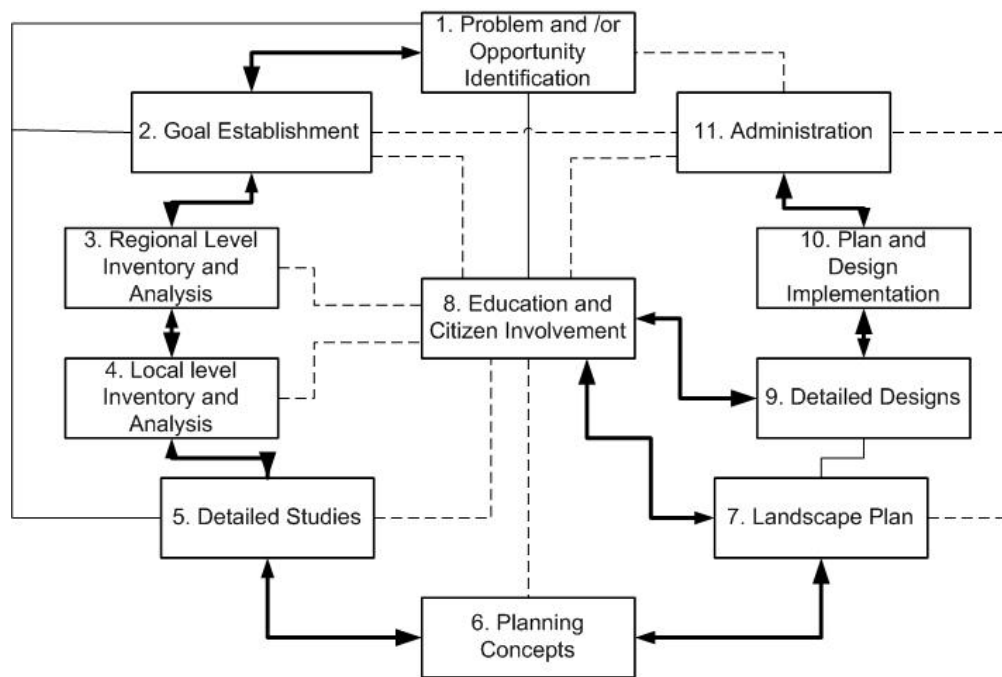 1. Problem and /or
Opportunity
Identification
2. Goal Establishment
11. Administration
3. Regional Level
Inventory and
Analysis
10. Plan and
Design
Implementation
8. Education and
Citizen Involvement
4. Local level
Inventory and
Analysis
9. Detailed Designs
5. Detailed Studies
7. Landscape Plan
6. Planning
Concepts